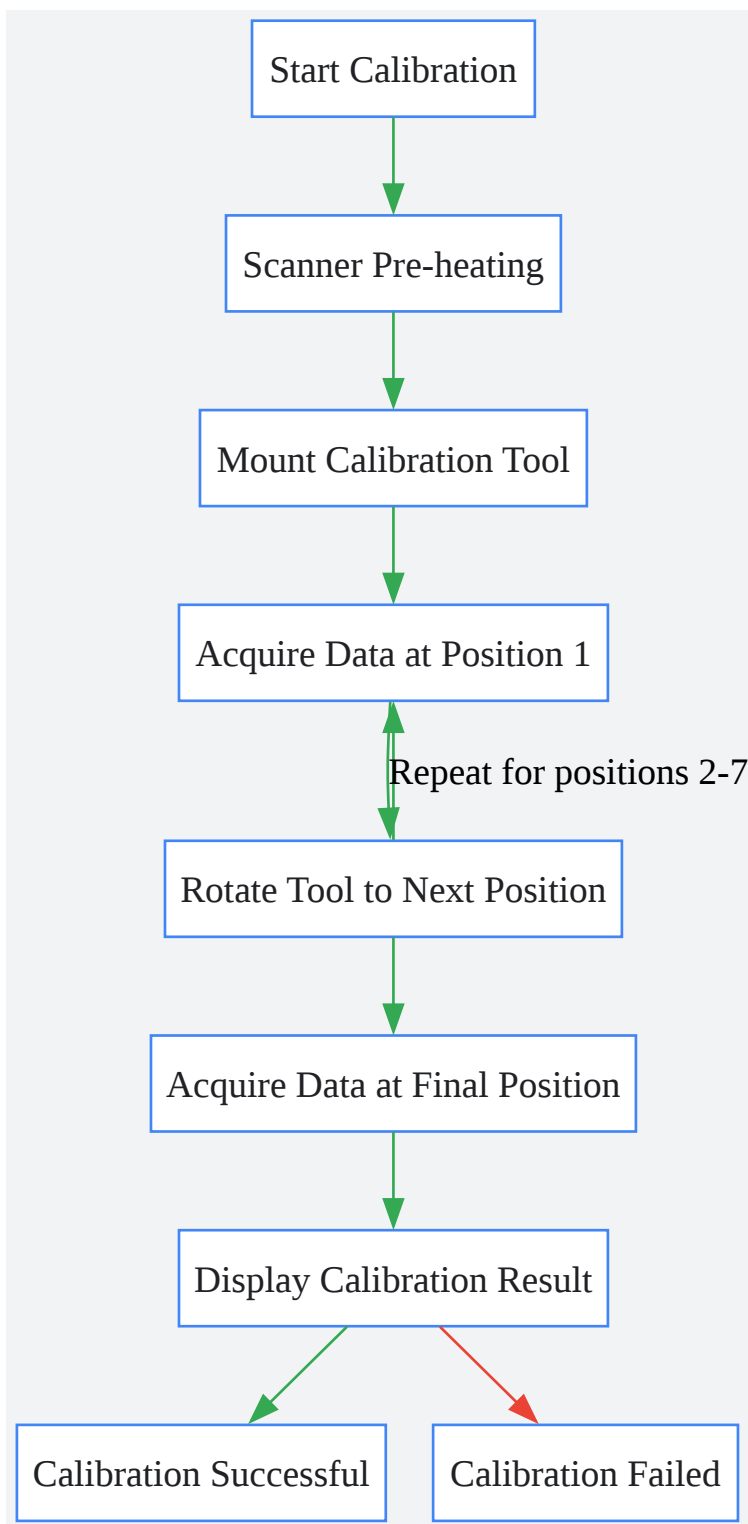 Start Calibration
Scanner Pre-heating
Mount Calibration Tool
Acquire Data at Position 1
Repeat for positions 2-7
Rotate Tool to Next Position
Acquire Data at Final Position
Display Calibration Result
Calibration Successful
Calibration Failed